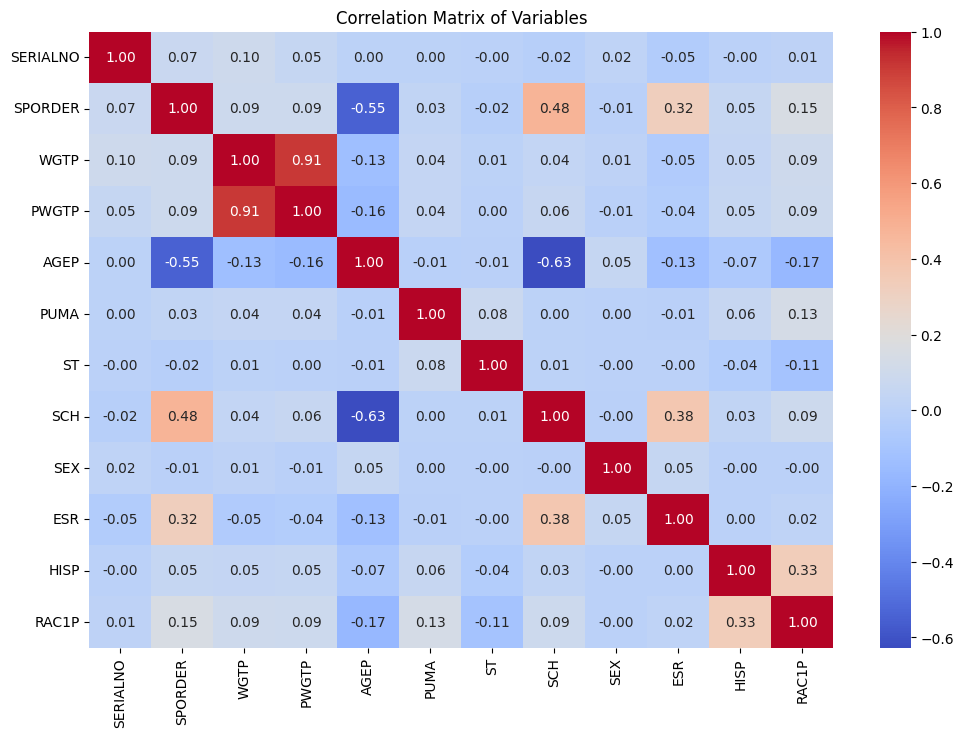 Correlation Matrix of Variables
SERIALNO 1.00 0.07 0.10 0.05 0.00 0.00 -0.00 -0.02 0.02 -0.05 -0.00 0.01
SPORDER 0.07 1.00 0.09 0.09 -0.55 0.03 -0.02 0.48 -0.01 0.32 0.05 0.15
WGTP 0.10 0.09 1.00 0.91 -0.13 0.04 0.01 0.04 0.01 -0.05 0.05 0.09
PWGTP 0.05 0.09 0.91 1.00 -0.16 0.04 0.00 0.06 -0.01 -0.04 0.05 0.09
AGEP 0.00 -0.55 -0.13 -0.16 1.00 -0.01 -0.01 -0.63 0.05 -0.13 -0.07 -0.17
PUMA 0.00 0.03 0.04 0.04 -0.01 1.00 0.08 0.00 0.00 -0.01 0.06 0.13
ST -0.00 -0.02 0.01 0.00 -0.01 0.08 1.00 0.01 -0.00 -0.00 -0.04 -0.11
SCH -0.02 0.48 0.04 0.06 -0.63 0.00 0.01 1.00 -0.00 0.38 0.03 0.09
SEX 0.02 -0.01 0.01 -0.01 0.05 0.00 -0.00 -0.00 1.00 0.05 -0.00 -0.00
ESR -0.05 0.32 -0.05 -0.04 -0.13 -0.01 -0.00 0.38 0.05 1.00 0.00 0.02
HISP -0.00 0.05 0.05 0.05 -0.07 0.06 -0.04 0.03 -0.00 0.00 1.00 0.33
RAC1P 0.01 0.15 0.09 0.09 -0.17 0.13 -0.11 0.09 -0.00 0.02 0.33 1.00
SERIALNO SPORDER WGTP PWGTP AGEP PUMA ST SCH SEX ESR HISP RAC1P
1.0
0.8
0.6
0.4
0.2
0.0
−0.2
−0.4
−0.6